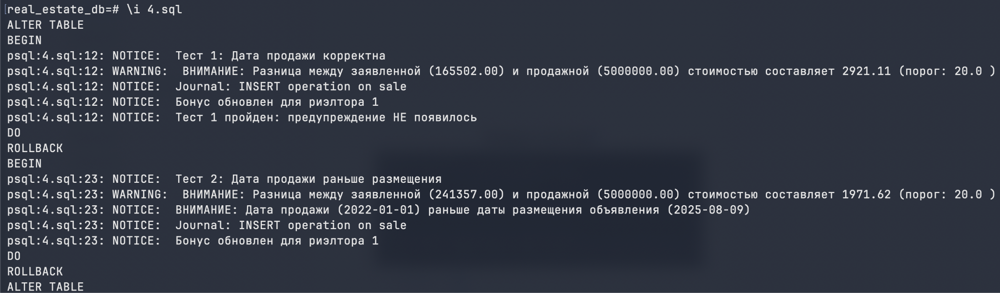 real_estate_db=# \i 4.sql
ALTER TABLE
BEGIN
psql:4.sql:12: NOTICE:  Тест 1: Дата продажи корректна
psql:4.sql:12: WARNING:  ВНИМАНИЕ: Разница между заявленной (165502.00) и продажной (5000000.00) стоимостью составляет 2921.11 (порог: 20.0 )
psql:4.sql:12: NOTICE:  Journal: INSERT operation on sale
psql:4.sql:12: NOTICE:  Бонус обновлен для риэлтора 1
psql:4.sql:12: NOTICE:  Тест 1 пройден: предупреждение НЕ появилось
DO
ROLLBACK
BEGIN
psql:4.sql:23: NOTICE:  Тест 2: Дата продажи раньше размещения
psql:4.sql:23: WARNING:  ВНИМАНИЕ: Разница между заявленной (241357.00) и продажной (5000000.00) стоимостью составляет 1971.62 (порог: 20.0 )
psql:4.sql:23: NOTICE:  ВНИМАНИЕ: Дата продажи (2022-01-01) раньше даты размещения объявления (2025-08-09)
psql:4.sql:23: NOTICE:  Journal: INSERT operation on sale
psql:4.sql:23: NOTICE:  Бонус обновлен для риэлтора 1
DO
ROLLBACK
ALTER TABLE